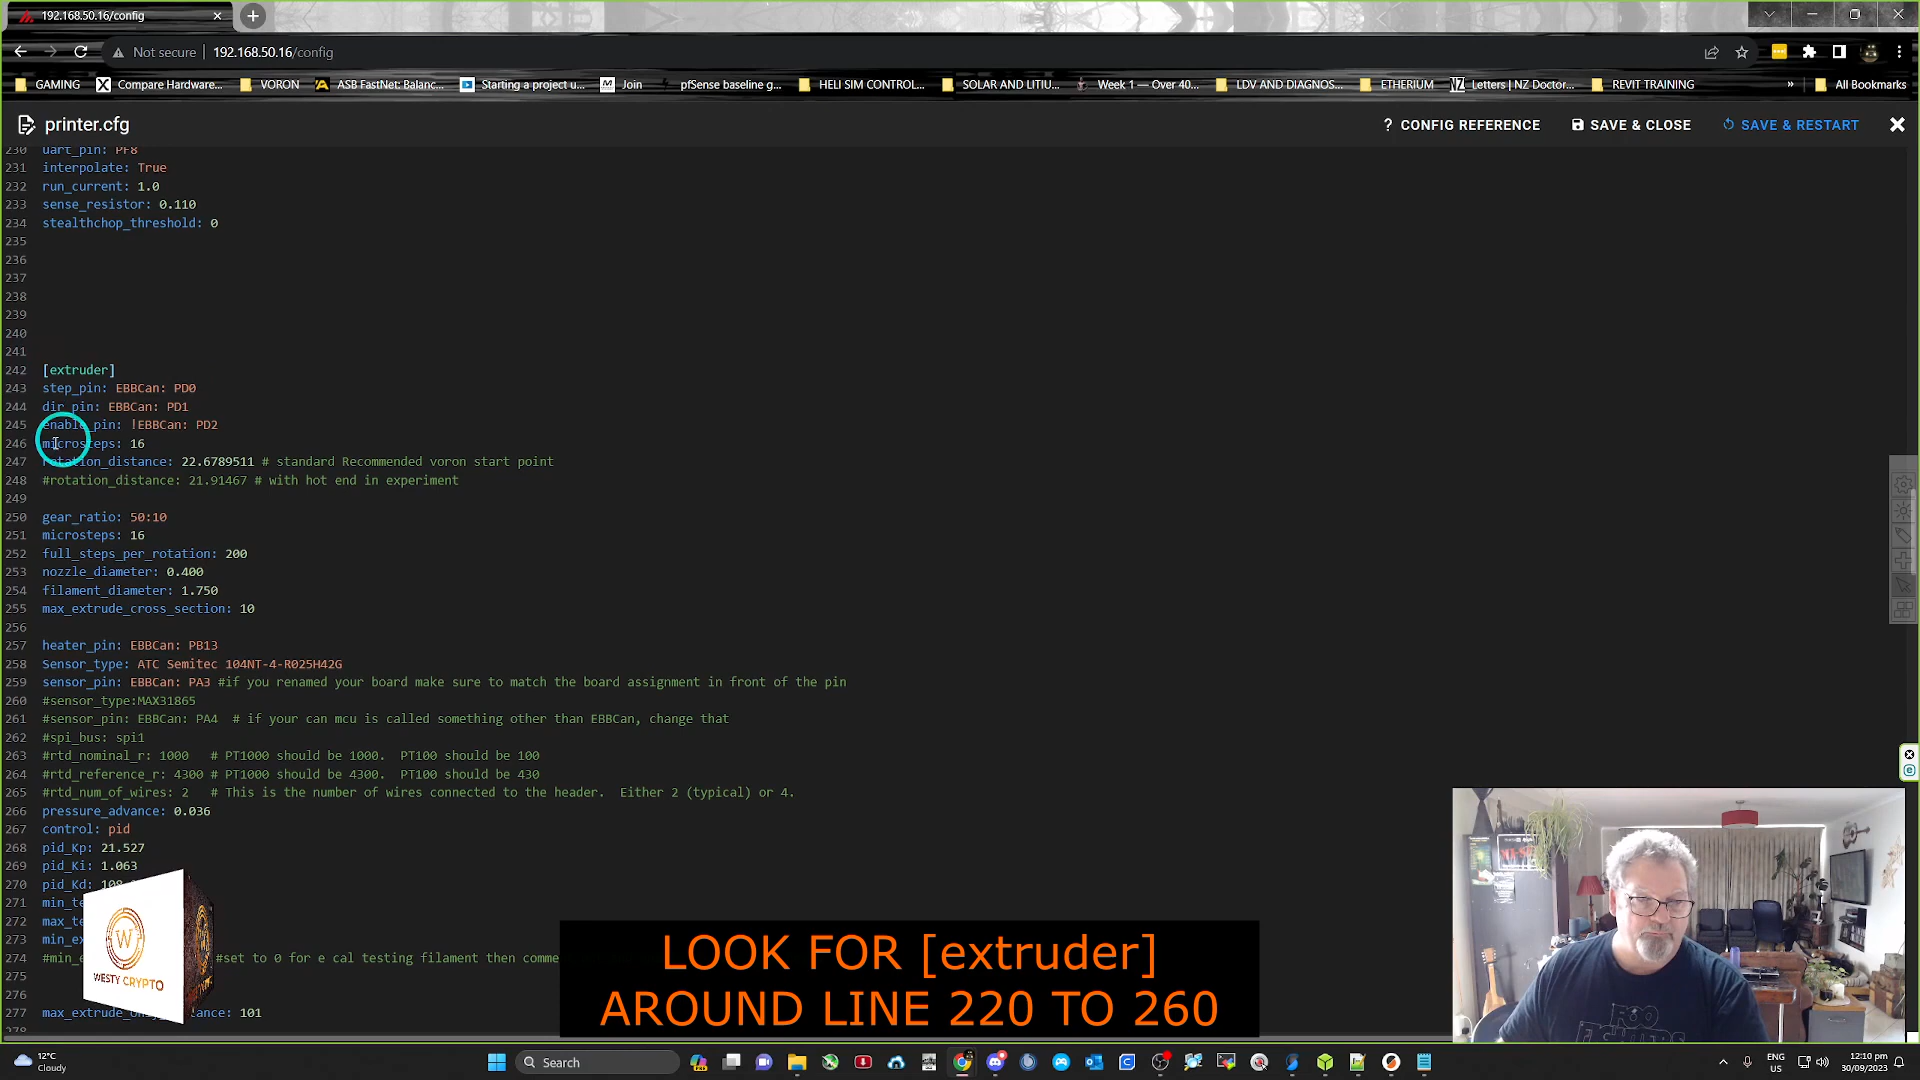 192.168.50.16/config
Not secure 192.168.50.16/config
GAMING Compare Hardware... VORON ASB FastNet: Balanc... Starting a project u... Join pfSense baseline g... HELI SIM CONTROL... SOLAR AND LITIU... Week 1 — Over 40... LDV AND DIAGNOS... ETHERIUM Letters | NZ Doctor... REVIT TRAINING » All Bookmarks
printer.cfg ? CONFIG REFERENCE SAVE & CLOSE SAVE & RESTART
230 uart_pin: PF8
231 interpolate: True
232 run_current: 1.0
233 sense_resistor: 0.110
234 stealthchop_threshold: 0
235
236
237
238
239
240
241
242 [extruder]
243 step_pin: EBBCan: PD0
244 dir_pin: EBBCan: PD1
245 enable_pin: !EBBCan: PD2
246 microsteps: 16
247 rotation_distance: 22.6789511 # standard Recommended voron start point
248 #rotation_distance: 21.91467 # with hot end in experiment
249
250 gear_ratio: 50:10
251 microsteps: 16
252 full_steps_per_rotation: 200
253 nozzle_diameter: 0.400
254 filament_diameter: 1.750
255 max_extrude_cross_section: 10
256
257 heater_pin: EBBCan: PB13
258 Sensor_type: ATC Semitec 104NT-4-R025H42G
259 sensor_pin: EBBCan: PA3 #if you renamed your board make sure to match the board assignment in front of the pin
260 #sensor_type:MAX31865
261 #sensor_pin: EBBCan: PA4 # if your can mcu is called something other than EBBCan, change that
262 #spi_bus: spi1
263 #rtd_nominal_r: 1000 # PT1000 should be 1000. PT100 should be 100
264 #rtd_reference_r: 4300 # PT1000 should be 4300. PT100 should be 430
265 #rtd_num_of_wires: 2 # This is the number of wires connected to the header. Either 2 (typical) or 4.
266 pressure_advance: 0.036
267 control: pid
268 pid_Kp: 21.527
269 pid_Ki: 1.063
270 pid_Kd: 108
271 min_te
272 max_te
273 min_ex
274 #min_e #set to 0 for e cal testing filament then comme
275
276
277 max_extrude_on ance: 101
278
W
WESTY CRYPTO
LOOK FOR [extruder]
AROUND LINE 220 TO 260
FOO FIGHTERS
12°C
Cloudy
Search
ENG
US
12:10 pm
30/09/2023